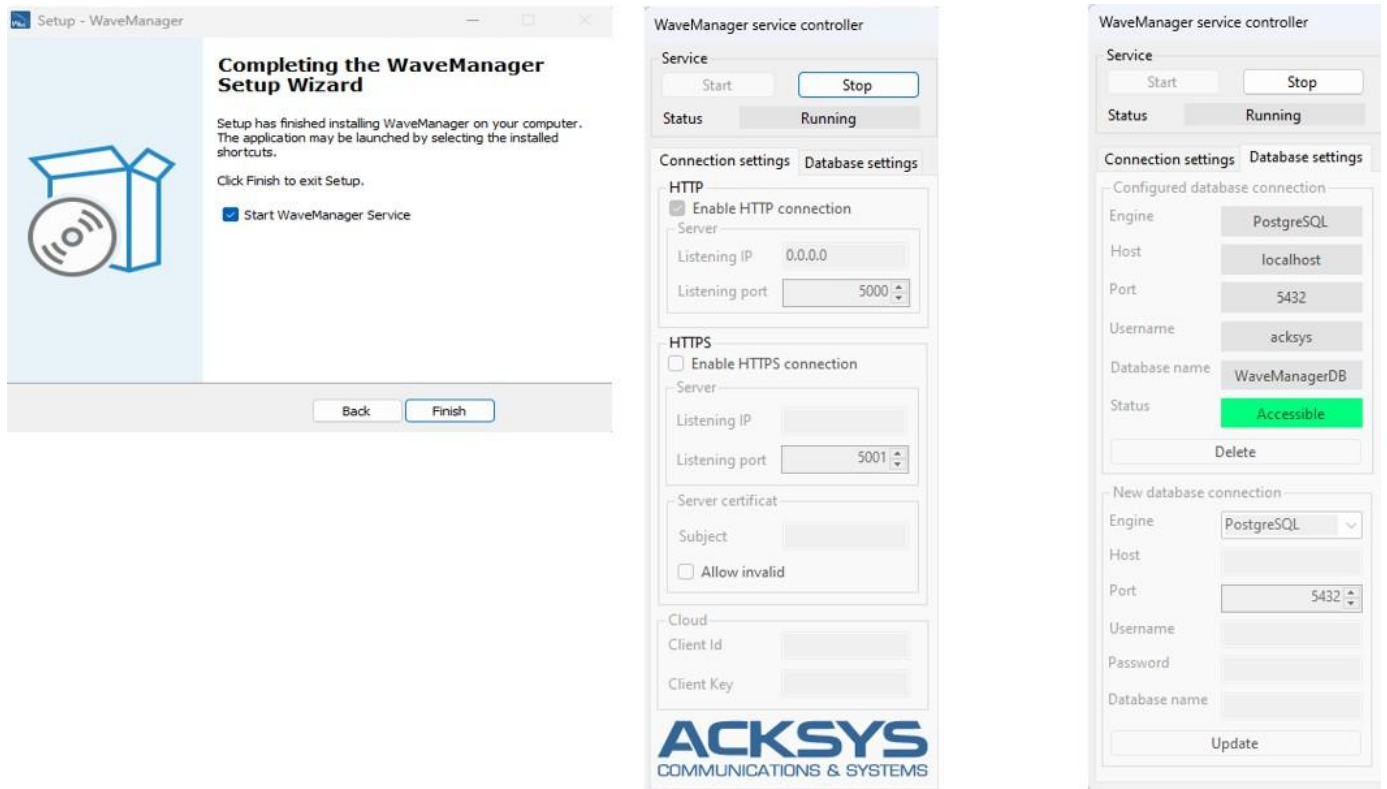 Setup - WaveManager
Completing the WaveManager
Setup Wizard
Setup has finished installing WaveManager on your computer.
The application may be launched by selecting the installed
shortcuts.
Click Finish to exit Setup.
Start WaveManager Service
Back Finish
WaveManager service controller
Service
Start Stop
Status Running
Connection settings Database settings
HTTP
Enable HTTP connection
Server
Listening IP 0.0.0.0
Listening port 5000
HTTPS
Enable HTTPS connection
Server
Listening IP
Listening port 5001
Server certificat
Subject
Allow invalid
Cloud
Client Id
Client Key
ACKSYS
COMMUNICATIONS & SYSTEMS
WaveManager service controller
Service
Start Stop
Status Running
Connection settings Database settings
Configured database connection
Engine PostgreSQL
Host localhost
Port 5432
Username acksys
Database name WaveManagerDB
Status Accessible
Delete
New database connection
Engine PostgreSQL
Host
Port 5432
Username
Password
Database name
Update